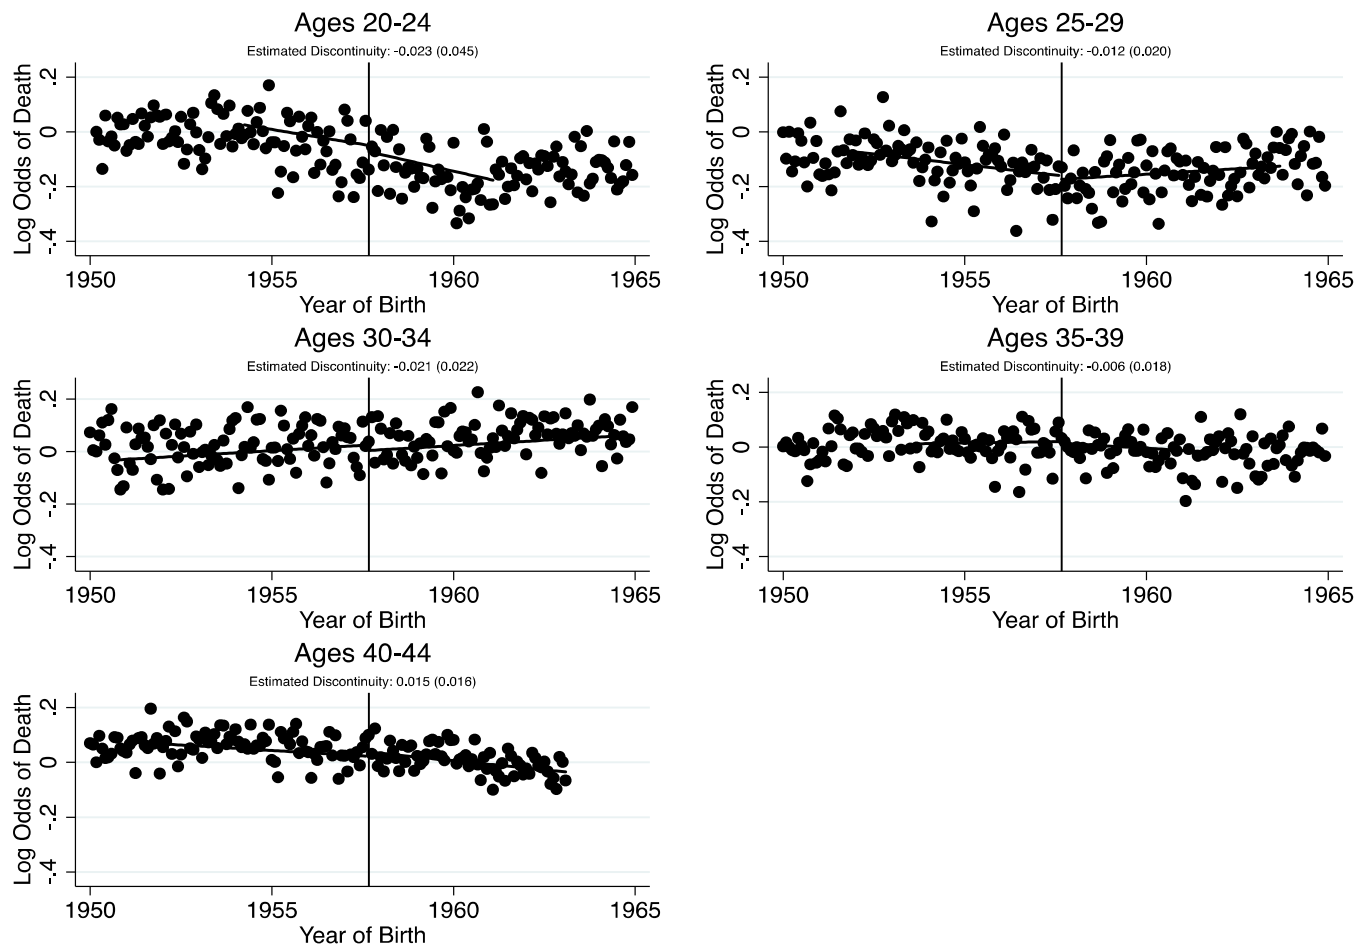 Ages 20-24
Estimated Discontinuity: -0.023 (0.045)
Log Odds of Death
.2
0
-.2
-.4
1950 1955 1960 1965
Year of Birth
Ages 25-29
Estimated Discontinuity: -0.012 (0.020)
Log Odds of Death
.2
0
-.2
-.4
1950 1955 1960 1965
Year of Birth
Ages 30-34
Estimated Discontinuity: -0.021 (0.022)
Log Odds of Death
.2
0
-.2
-.4
1950 1955 1960 1965
Year of Birth
Ages 35-39
Estimated Discontinuity: -0.006 (0.018)
Log Odds of Death
.2
0
-.2
-.4
1950 1955 1960 1965
Year of Birth
Ages 40-44
Estimated Discontinuity: 0.015 (0.016)
Log Odds of Death
.2
0
-.2
-.4
1950 1955 1960 1965
Year of Birth